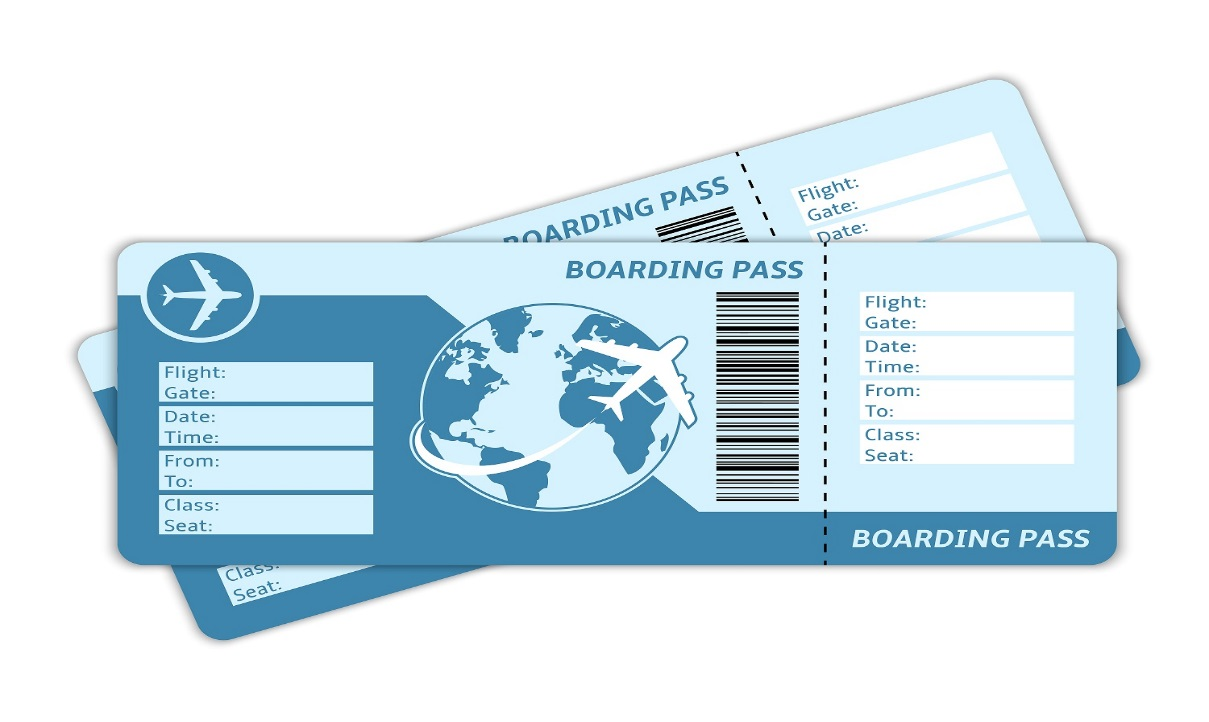 BOARDING PASS
Flight:
Gate:
Date:
BOARDING PASS
Flight:
Gate:
Date:
Time:
From:
To:
Class:
Seat:
Flight:
Gate:
Date:
Time:
From:
To:
Class:
Seat:
BOARDING PASS
Class:
Seat: